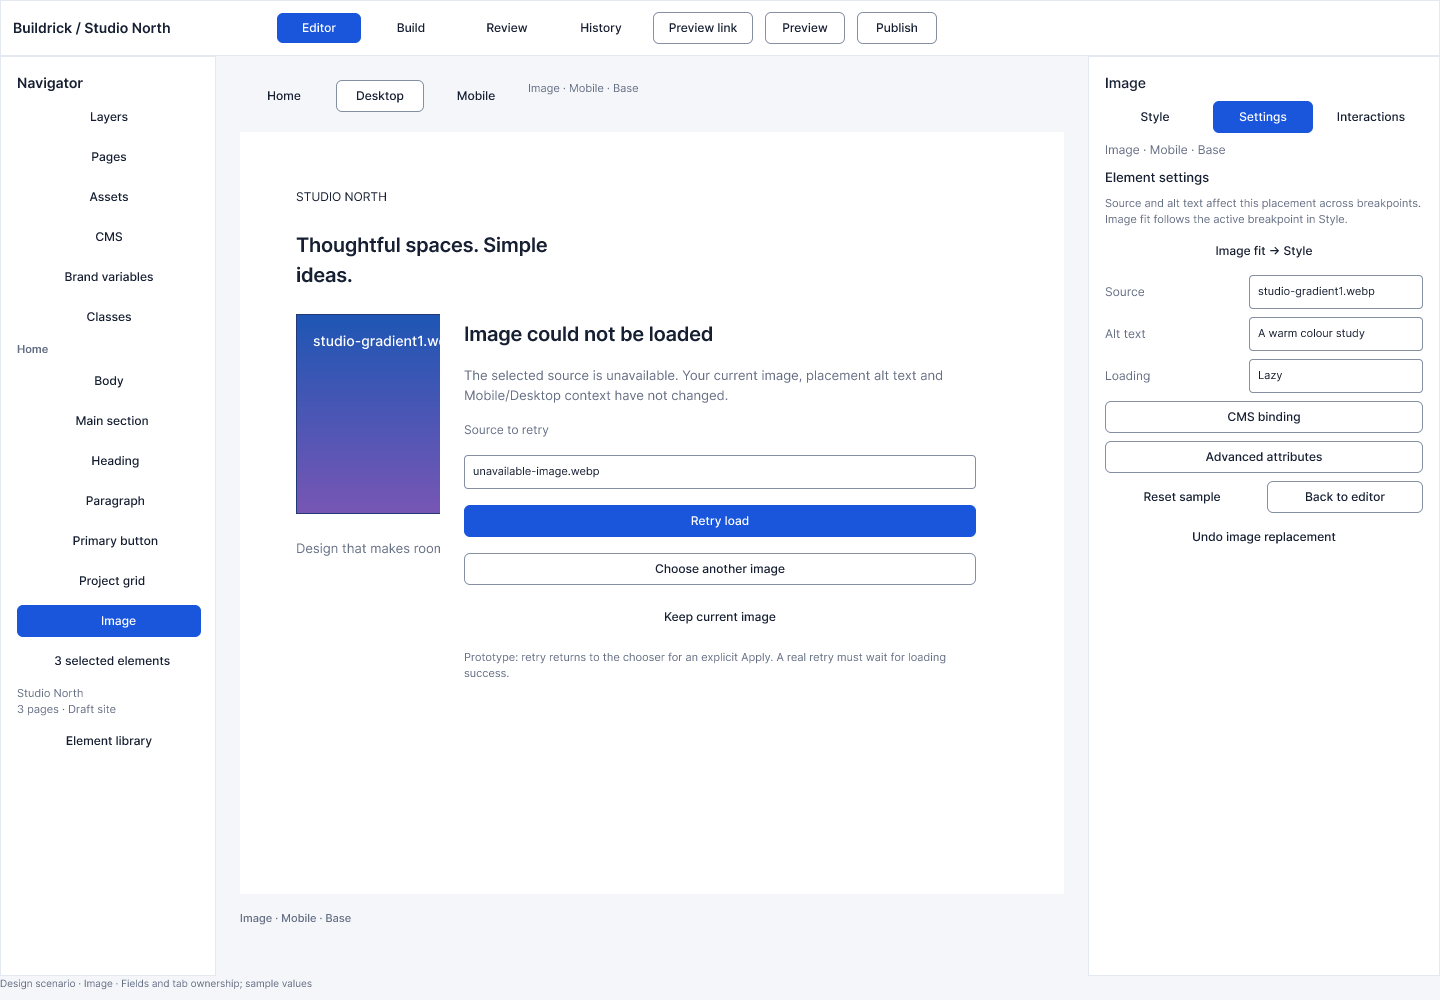 Buildrick / Studio North
Editor
Build
Review
History
Preview link
Preview
Publish
Navigator
Layers
Pages
Assets
CMS
Brand variables
Classes
Home
Body
Main section
Heading
Paragraph
Primary button
Project grid
Image
3 selected elements
Studio North
3 pages · Draft site
Element library
Home
Desktop
Mobile
Image · Mobile · Base
STUDIO NORTH
Thoughtful spaces. Simple
ideas.
studio-gradient1.we
Design that makes room
Image could not be loaded
The selected source is unavailable. Your current image, placement alt text and
Mobile/Desktop context have not changed.
Source to retry
unavailable-image.webp
Retry load
Choose another image
Keep current image
Prototype: retry returns to the chooser for an explicit Apply. A real retry must wait for loading
success.
Image · Mobile · Base
Image
Style
Settings
Interactions
Image · Mobile · Base
Element settings
Source and alt text affect this placement across breakpoints.
Image fit follows the active breakpoint in Style.
Image fit → Style
Source
studio-gradient1.webp
Alt text
A warm colour study
Loading
Lazy
CMS binding
Advanced attributes
Reset sample
Back to editor
Undo image replacement
Design scenario · Image · Fields and tab ownership; sample values